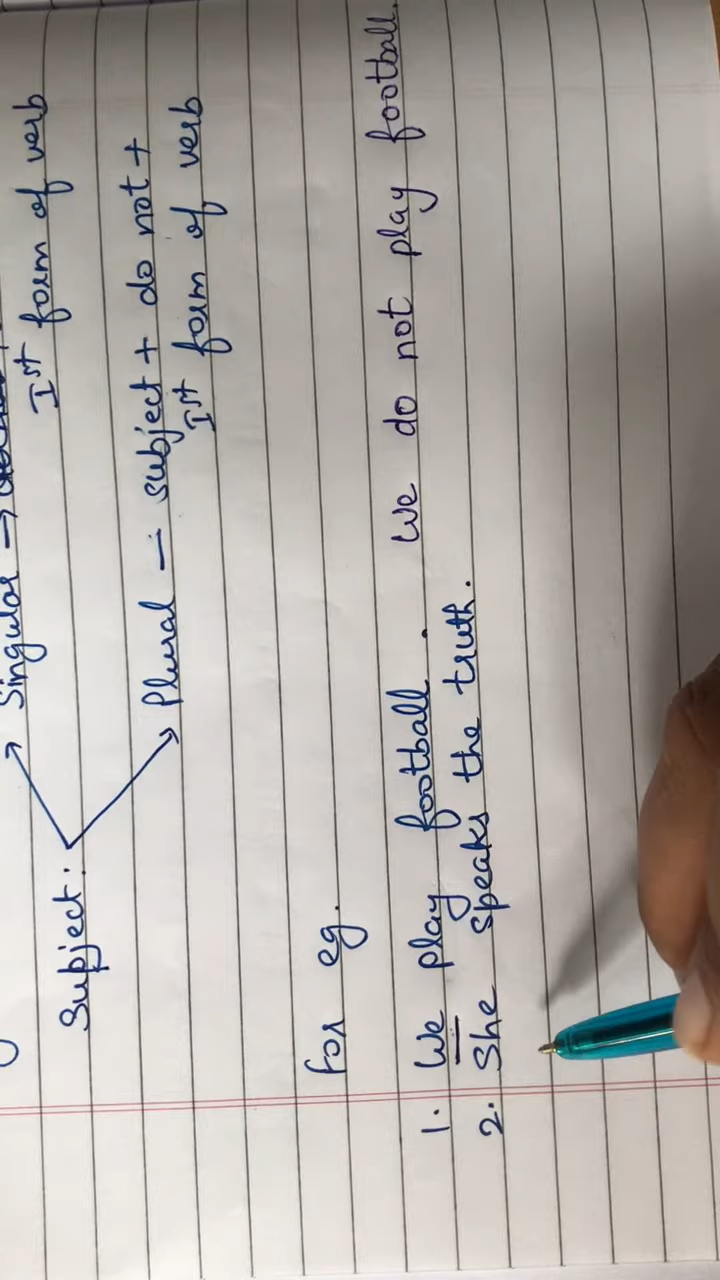 Singular →
Ist form of verb
Subject.
Plural — subject + do not +
Ist form of verb
for eg.
1. We play football. We do not play football.
2. She speaks the truth.